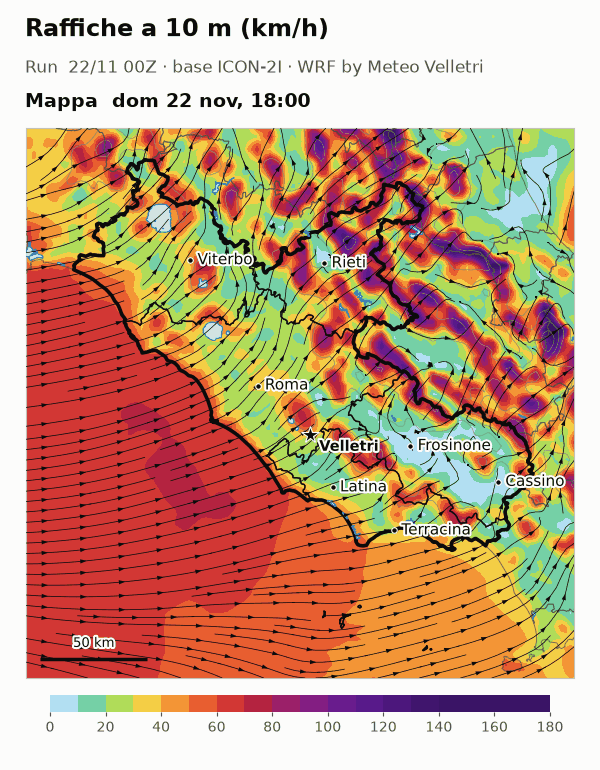 Raffiche a 10 m (km/h)
Run  22/11 00Z · base ICON-2I · WRF by Meteo Velletri
Mappa  dom 22 nov, 18:00
Viterbo
Rieti
Roma
Velletri
Frosinone
Latina
Cassino
Terracina
50 km
0 20 40 60 80 100 120 140 160 180